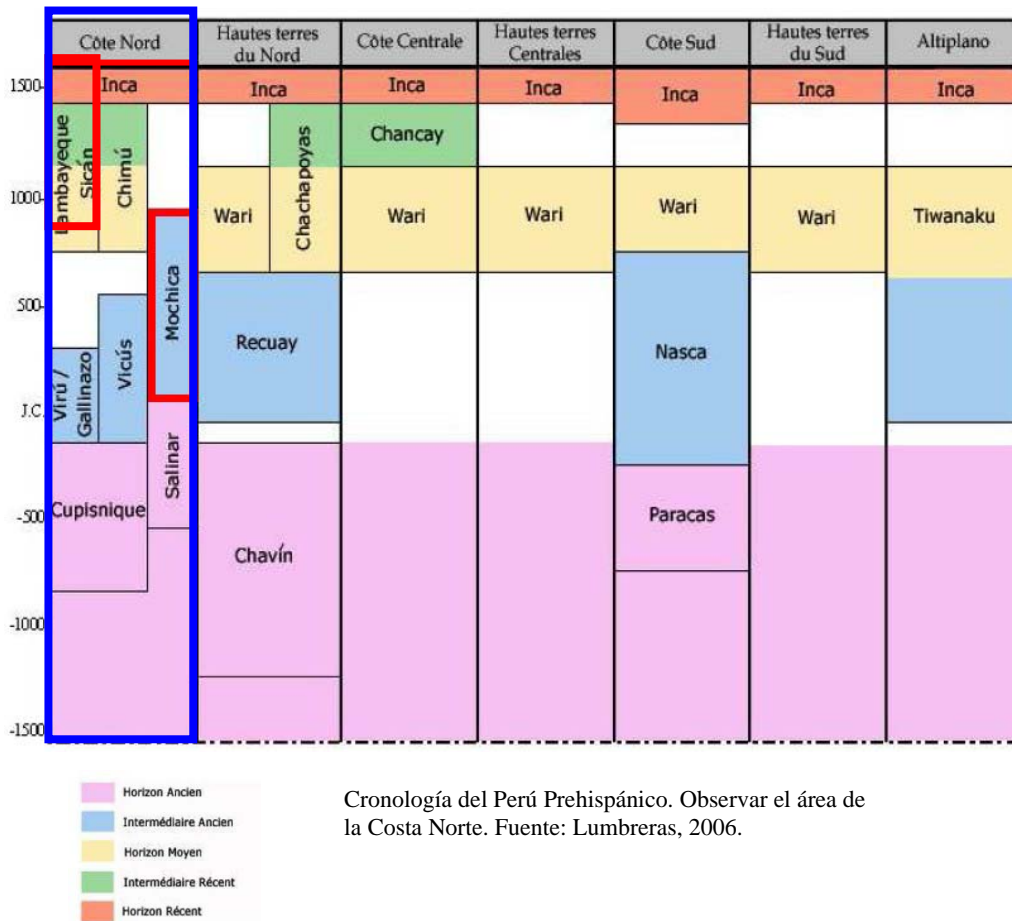 Côte Nord
Hautes terres
du Nord
Côte Centrale
Hautes terres
Centrales
Côte Sud
Hautes terres
du Sud
Altiplano
1500
Inca
Inca
Inca
Inca
Inca
Inca
Inca
Lambayeque
Sicán
Chimú
Chachapoyas
Chancay
1000
Wari
Wari
Wari
Wari
Wari
Tiwanaku
Mochica
500
Virú /
Gallinazo
Vicús
Recuay
Nasca
J.C.
Salinar
-500
Cupisnique
Chavín
Paracas
-1000
-1500
Horizon Ancien
Intermédiaire Ancien
Horizon Moyen
Intermédiaire Récent
Horizon Récent
Cronología del Perú Prehispánico. Observar el área de
la Costa Norte. Fuente: Lumbreras, 2006.